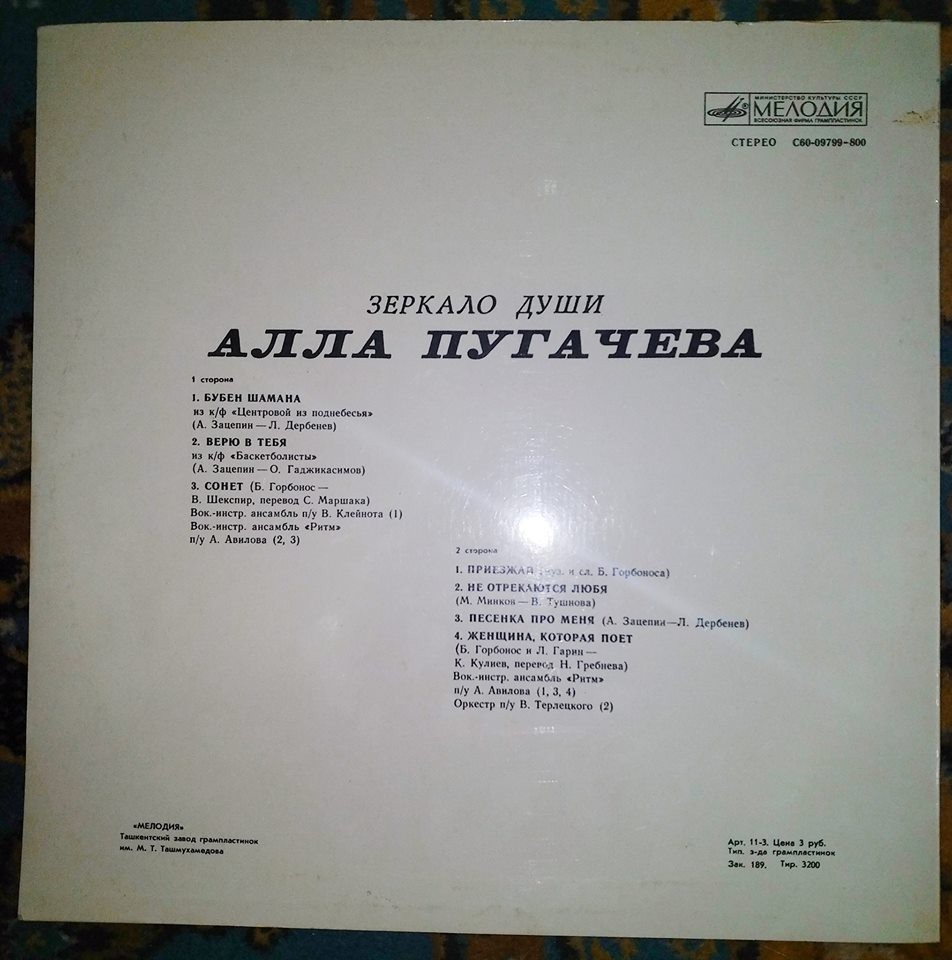 МИНИСТЕРСТВО КУЛЬТУРЫ СССР
МЕЛОДИЯ
ВСЕСОЮЗНАЯ ФИРМА ГРАМПЛАСТИНОК
СТЕРЕО С60-09799-800
ЗЕРКАЛО ДУШИ
АЛЛА ПУГАЧЕВА
1 сторона
1. БУБЕН ШАМАНА
из к/ф «Центровой из поднебесья»
(А. Зацепин — Л. Дербенев)
2. ВЕРЮ В ТЕБЯ
из к/ф «Баскетболисты»
(А. Зацепин — О. Гаджикасимов)
3. СОНЕТ (Б. Горбонос —
В. Шекспир, перевод С. Маршака)
Вок.-инстр. ансамбль п/у В. Клейнота (1)
Вок.-инстр. ансамбль «Ритм»
п/у А. Авилова (2, 3)
2 сторона
1. ПРИЕЗЖАЙ и сл. Б. Горбоноса)
2. НЕ ОТРЕКАЮТСЯ ЛЮБЯ
(М. Минков — В. Тушнова)
3. ПЕСЕНКА ПРО МЕНЯ (А. Зацепин—Л. Дербенев)
4. ЖЕНЩИНА, КОТОРАЯ ПОЕТ
(Б. Горбонос и Л. Гарин —
К. Кулиев, перевод Н. Гребнева)
Вок.-инстр. ансамбль «Ритм»
п/у А. Авилова (1, 3, 4)
Оркестр п/у В. Терлецкого (2)
«МЕЛОДИЯ»
Ташкентский завод грампластинок
им. М. Т. Ташмухамедова
Арт. 11-3. Цена 3 руб.
Тип. з-да грампластинок
Зак. 189. Тир. 3200